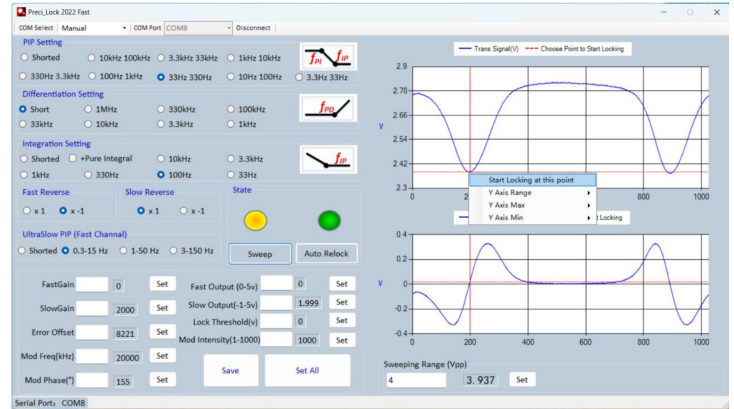 Preci_Lock 2022 Fast
COM Select Manual COM Port COM8 Disconnect
PIP Setting
Shorted 10kHz 100kHz 3.3kHz 33kHz 1kHz 10kHz fPI fIP
330Hz 3.3kHz 100Hz 1kHz 33Hz 330Hz 10Hz 100Hz 3.3Hz 33Hz
Differentiation Setting
Short 1MHz 330kHz 100kHz fPD
33kHz 10kHz 3.3kHz 1kHz
Integration Setting
Shorted +Pure Integral 10kHz 3.3kHz fIP
1kHz 330Hz 100Hz 33Hz
Fast Reverse Slow Reverse State
x 1 x -1 x 1 x -1
UltraSlow PIP (Fast Channel)
Shorted 0.3-15 Hz 1-50 Hz 3-150 Hz
Sweep Auto Relock
FastGain 0 Set
SlowGain 2000 Set
Error Offset 8221 Set
Mod Freq(kHz) 20000 Set
Mod Phase(°) 155 Set
Fast Output (0-5v) 0 Set
Slow Output(-1-5v) 1.999 Set
Lock Threshold(v) 0 Set
Mod Intensity(1-1000) 1000 Set
Save Set All
Trans Signal(V) Choose Point to Start Locking
2.9
2.78
2.66
V
2.54
2.42
2.3
0 2 400 600 800 1000
Start Locking at this point
Y Axis Range
Y Axis Max
Y Axis Min
t Locking
0.4
0.2
V 0
-0.2
-0.4
0 200 400 600 800 1000
Sweeping Range (Vpp)
4 3.937 Set
Serial Port: COM8